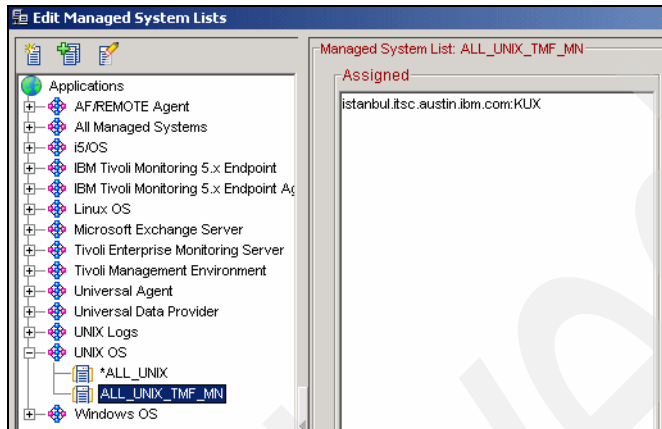 Edit Managed System Lists
Managed System List: ALL_UNIX_TMF_MN
Assigned
istanbul.itsc.austin.ibm.com:KUX
Applications
AF/REMOTE Agent
All Managed Systems
i5/OS
IBM Tivoli Monitoring 5.x Endpoint
IBM Tivoli Monitoring 5.x Endpoint Ag
Linux OS
Microsoft Exchange Server
Tivoli Enterprise Monitoring Server
Tivoli Management Environment
Universal Agent
Universal Data Provider
UNIX Logs
UNIX OS
*ALL_UNIX
ALL_UNIX_TMF_MN
Windows OS